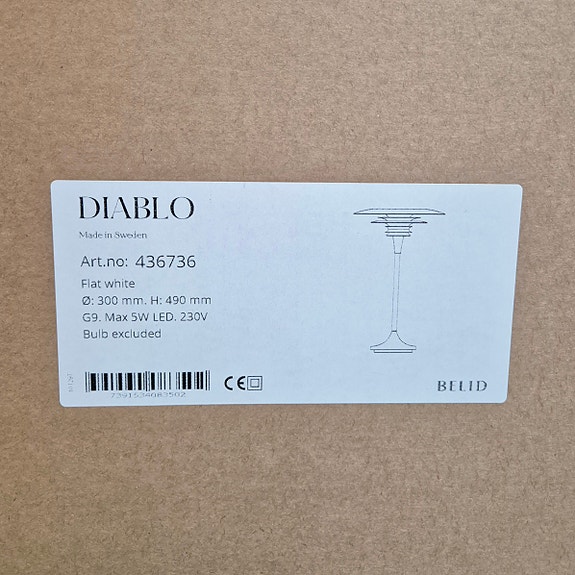 DIABLO
Made in Sweden
Art.no: 436736
Flat white
Ø: 300 mm. H: 490 mm
G9. Max 5W LED. 230V
Bulb excluded
7391534083502
CE
BELID